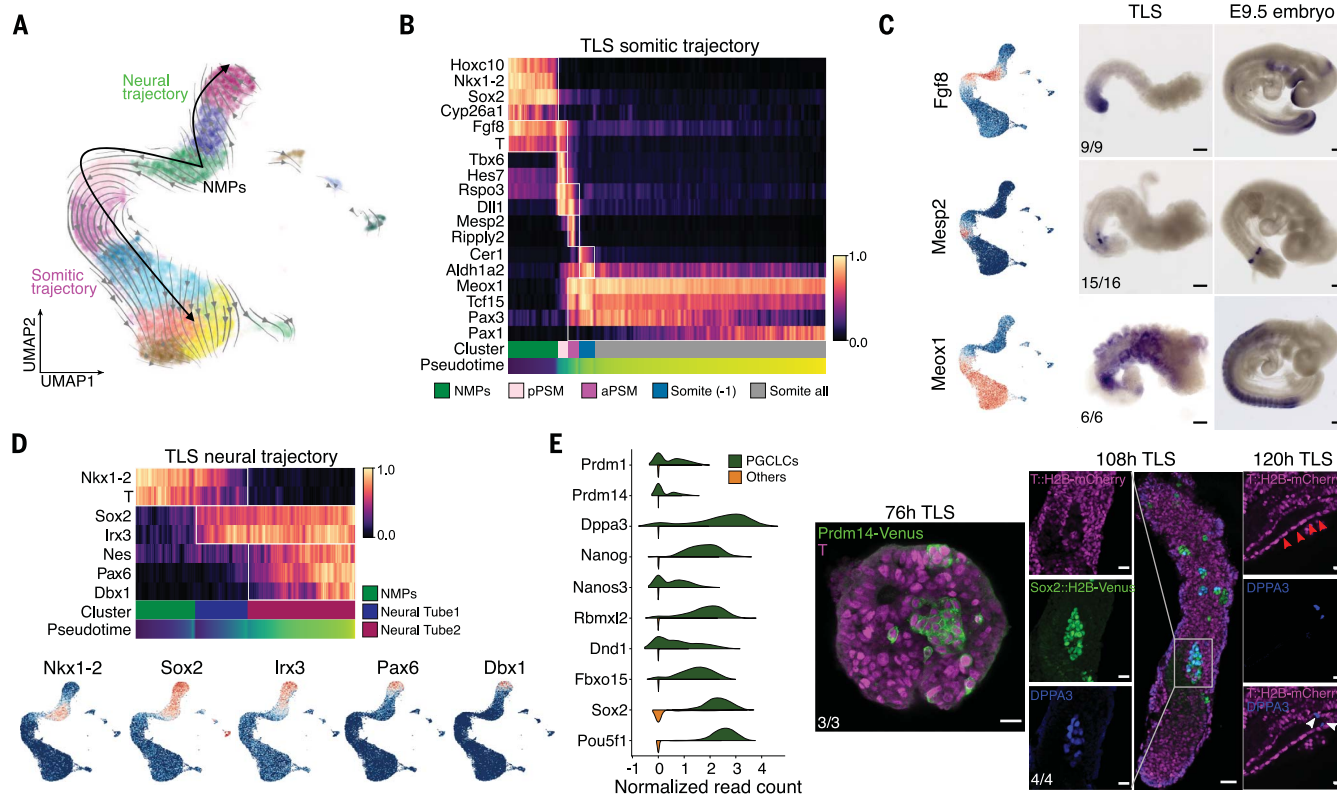 A
Neural
trajectory
NMPs
Somitic
trajectory
UMAP2
UMAP1
B
TLS somitic trajectory
Hoxc10
Nkx1-2
Sox2
Cyp26a1
Fgf8
T
Tbx6
Hes7
Rspo3
Dll1
Mesp2
Ripply2
Cer1
Aldh1a2
Meox1
Tcf15
Pax3
Pax1
Cluster
Pseudotime
1.0
0.0
NMPs
pPSM
aPSM
Somite (-1)
Somite all
C
TLS
E9.5 embryo
Fgf8
9/9
Mesp2
15/16
Meox1
6/6
D
TLS neural trajectory
Nkx1-2
T
Sox2
Irx3
Nes
Pax6
Dbx1
Cluster
Pseudotime
1.0
0.0
NMPs
Neural Tube1
Neural Tube2
Nkx1-2
Sox2
Irx3
Pax6
Dbx1
E
Prdm1
Prdm14
Dppa3
Nanog
Nanos3
Rbmxl2
Dnd1
Fbxo15
Sox2
Pou5f1
-1
0
1
2
3
4
Normalized read count
PGCLCs
Others
76h TLS
Prdm14-Venus
T
3/3
108h TLS
T::H2B-mCherry
Sox2::H2B-Venus
DPPA3
4/4
120h TLS
T::H2B-mCherry
DPPA3
T::H2B-mCherry
DPPA3